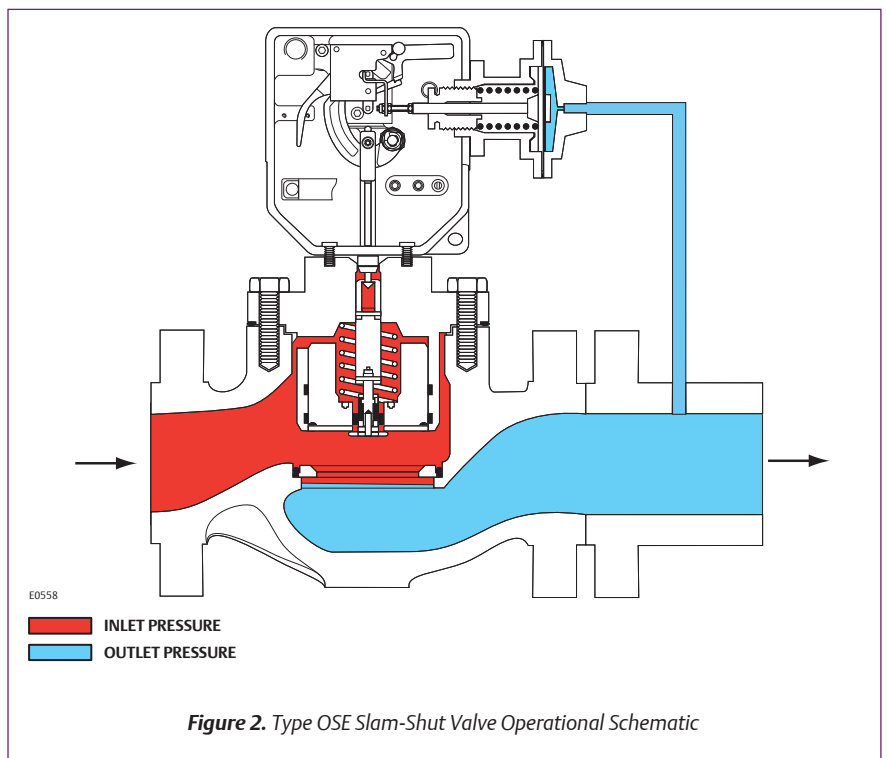 E0558
INLET PRESSURE
OUTLET PRESSURE
Figure 2. Type OSE Slam-Shut Valve Operational Schematic